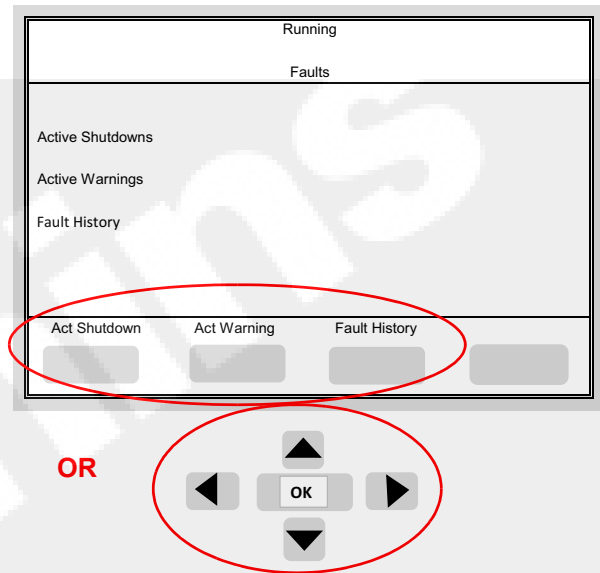 Running
Faults
Active Shutdowns
Active Warnings
Fault History
Act Shutdown Act Warning Fault History
OR
OK